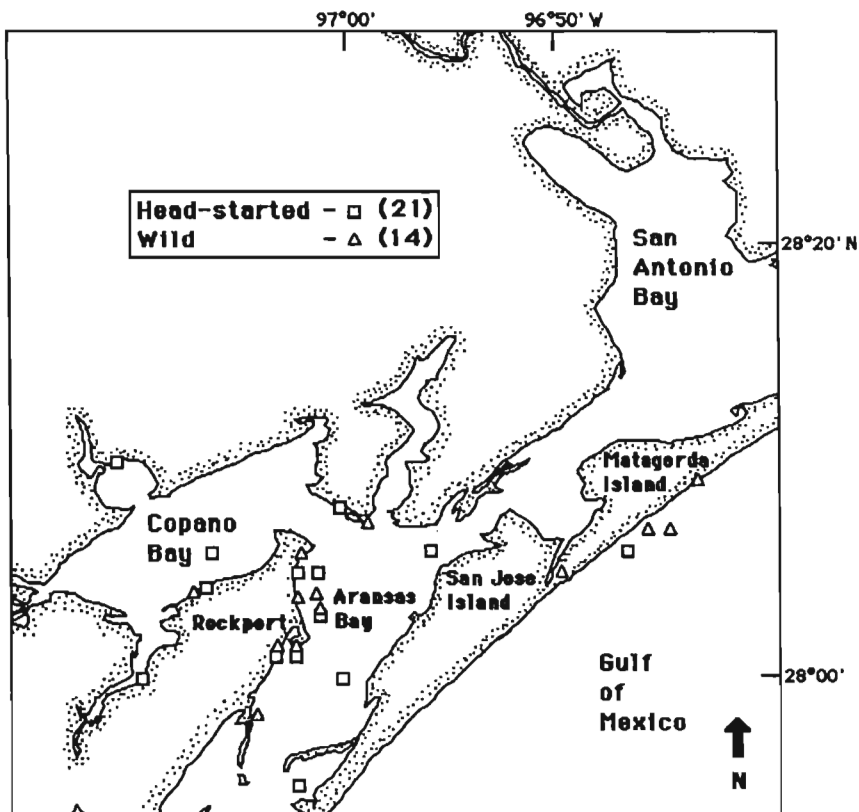 97°00'
96°50' W
Head-started - □ (21)
Wild - △ (14)
San
Antonio
Bay
28°20' N
Matagorda
Island
Copano
Bay
San Jose
Island
Aransas
Bay
Rockport
Gulf
of
Mexico
28°00'
N